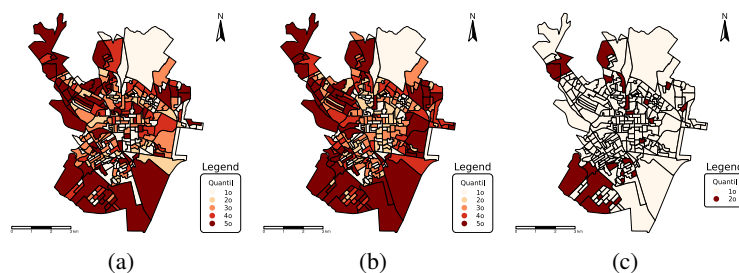 N
N
N
Legend
Quantil
1o
2o
3o
4o
5o
Legend
Quantil
1o
2o
3o
4o
5o
Legend
Quantil
1o
2o
(a)
(b)
(c)